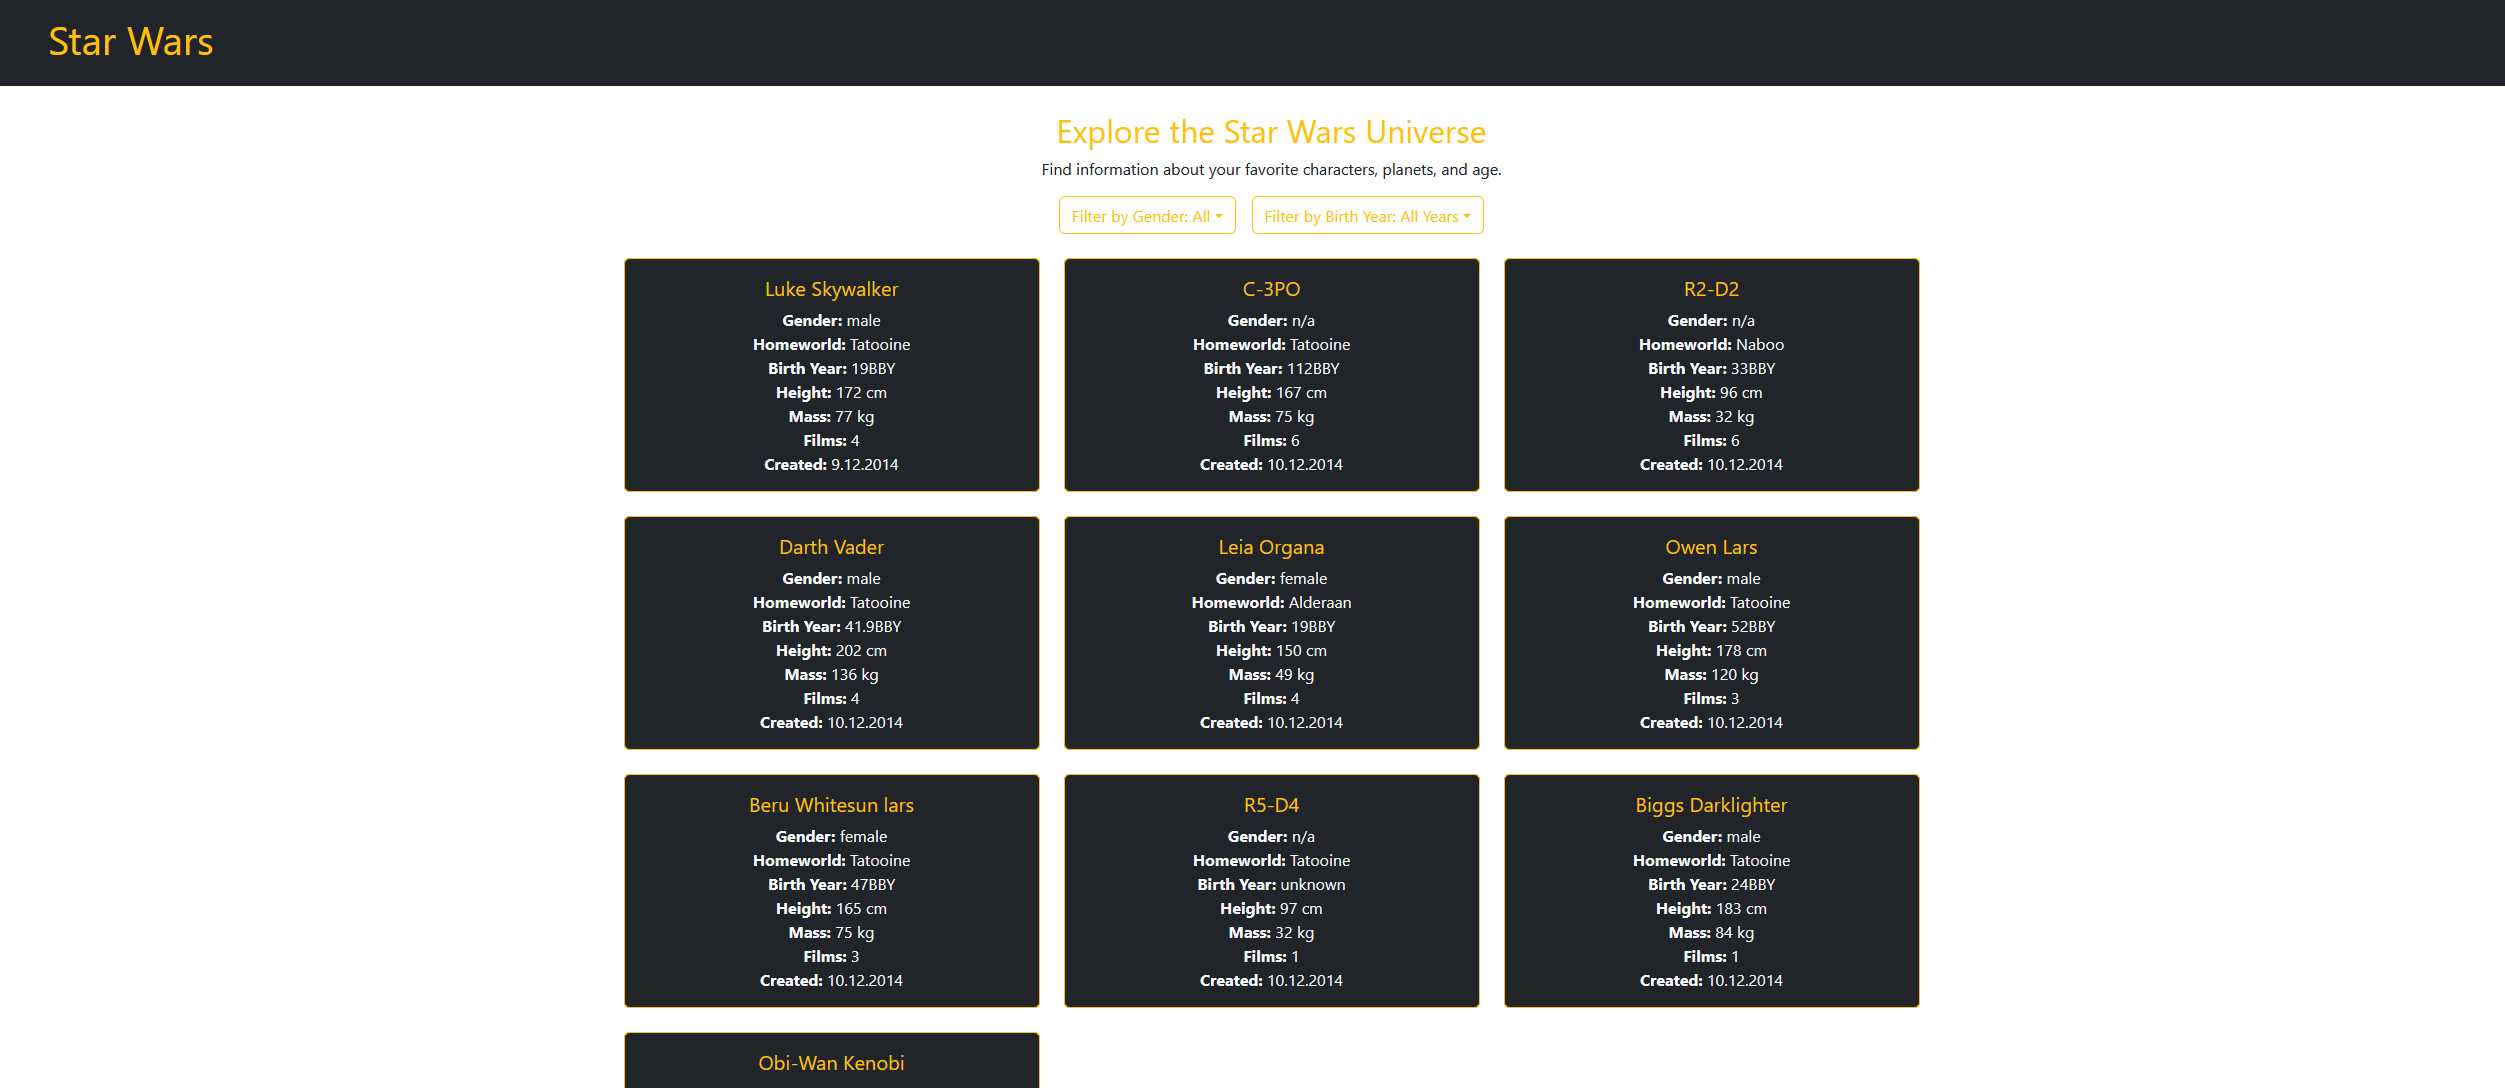 Star Wars
Explore the Star Wars Universe
Find information about your favorite characters, planets, and age.
Filter by Gender: All
Filter by Birth Year: All Years
Luke Skywalker
Gender: male
Homeworld: Tatooine
Birth Year: 19BBY
Height: 172 cm
Mass: 77 kg
Films: 4
Created: 9.12.2014
C-3PO
Gender: n/a
Homeworld: Tatooine
Birth Year: 112BBY
Height: 167 cm
Mass: 75 kg
Films: 6
Created: 10.12.2014
R2-D2
Gender: n/a
Homeworld: Naboo
Birth Year: 33BBY
Height: 96 cm
Mass: 32 kg
Films: 6
Created: 10.12.2014
Darth Vader
Gender: male
Homeworld: Tatooine
Birth Year: 41.9BBY
Height: 202 cm
Mass: 136 kg
Films: 4
Created: 10.12.2014
Leia Organa
Gender: female
Homeworld: Alderaan
Birth Year: 19BBY
Height: 150 cm
Mass: 49 kg
Films: 4
Created: 10.12.2014
Owen Lars
Gender: male
Homeworld: Tatooine
Birth Year: 52BBY
Height: 178 cm
Mass: 120 kg
Films: 3
Created: 10.12.2014
Beru Whitesun lars
Gender: female
Homeworld: Tatooine
Birth Year: 47BBY
Height: 165 cm
Mass: 75 kg
Films: 3
Created: 10.12.2014
R5-D4
Gender: n/a
Homeworld: Tatooine
Birth Year: unknown
Height: 97 cm
Mass: 32 kg
Films: 1
Created: 10.12.2014
Biggs Darklighter
Gender: male
Homeworld: Tatooine
Birth Year: 24BBY
Height: 183 cm
Mass: 84 kg
Films: 1
Created: 10.12.2014
Obi-Wan Kenobi